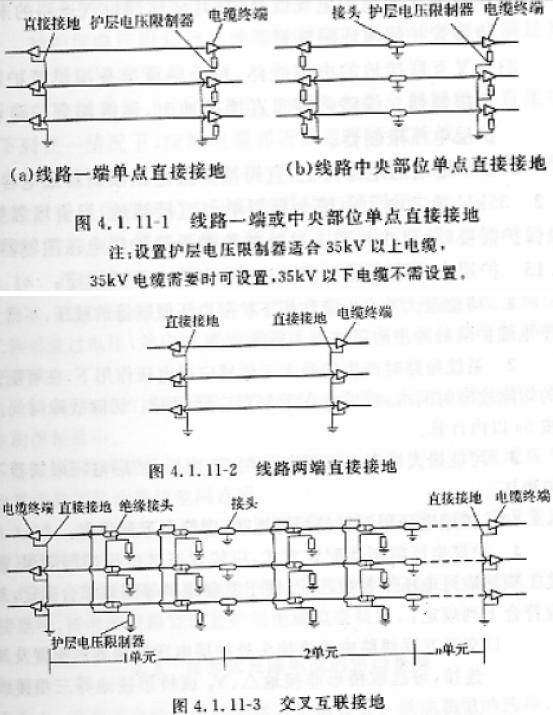 直接接地 护层电压限制器 电缆终端
接头 护层电压限制器 电缆终端
(a)线路一端单点直接接地
(b)线路中央部位单点直接接地
图 4.1.11-1 线路一端或中央部位单点直接接地
注:设置护层电压限制器适合 35kV 以上电缆,
35kV 电缆需要时可设置,35kV 以下电缆不需设置。
直接接地 直接接地 电缆终端
图 4.1.11-2 线路两端直接接地
电缆终端 直接接地 绝缘接头 接头 直接接地 电缆终端
护层电压限制器
1单元 2单元 n单元
图 4.1.11-3 交叉互联接地